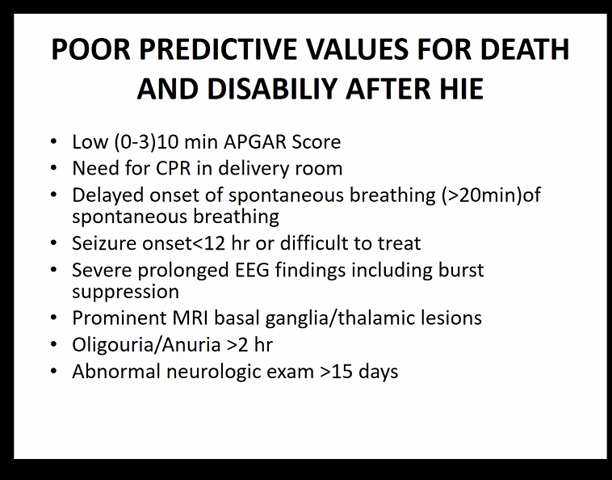 POOR PREDICTIVE VALUES FOR DEATH
AND DISABILIY AFTER HIE
• Low (0-3)10 min APGAR Score
• Need for CPR in delivery room
• Delayed onset of spontaneous breathing (>20min)of
spontaneous breathing
• Seizure onset<12 hr or difficult to treat
• Severe prolonged EEG findings including burst
suppression
• Prominent MRI basal ganglia/thalamic lesions
• Oligouria/Anuria >2 hr
• Abnormal neurologic exam >15 days